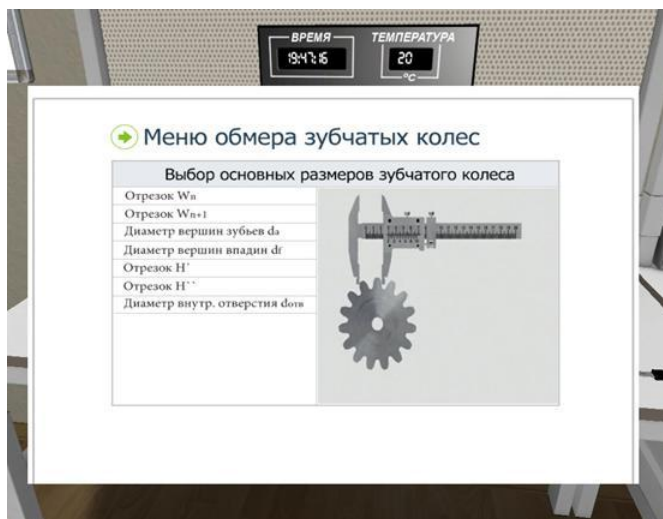 ВРЕМЯ
ТЕМПЕРАТУРА
19:47:16
20
°C
Меню обмера зубчатых колес
Выбор основных размеров зубчатого колеса
Отрезок Wn
Отрезок Wn+1
Диаметр вершин зубьев da
Диаметр вершин впадин df
Отрезок H`
Отрезок H``
Диаметр внутр. отверстия dотв